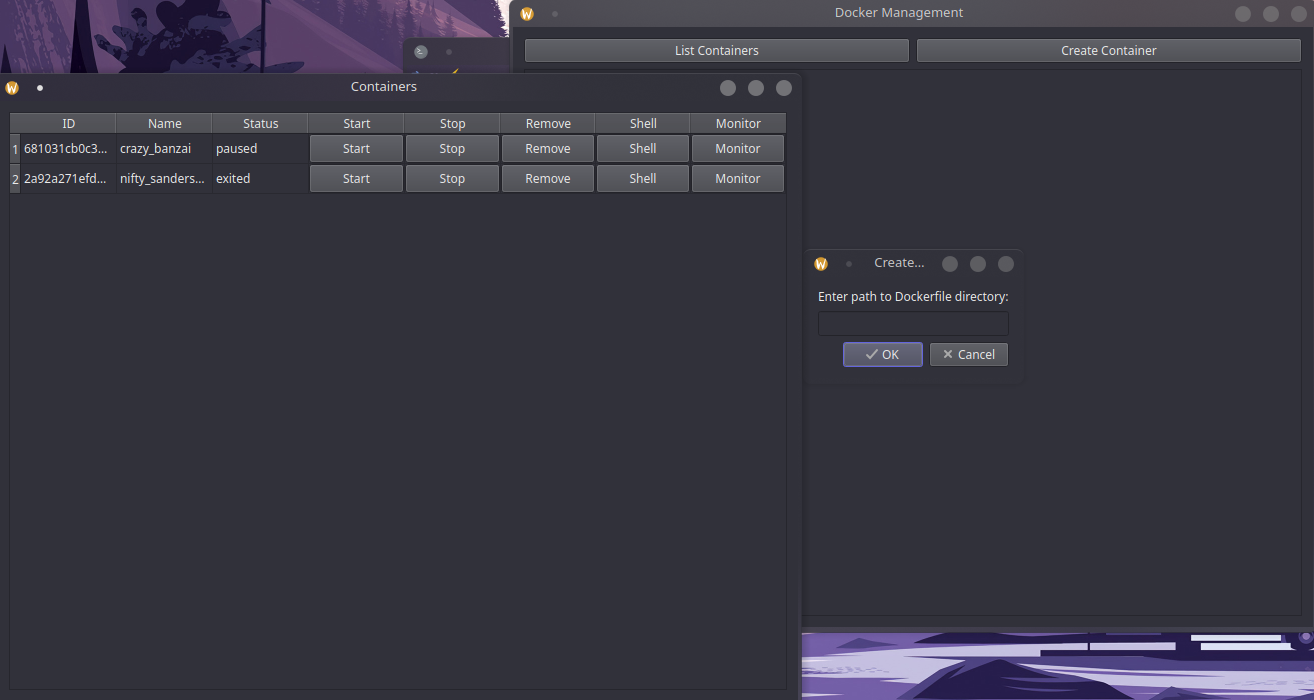 Docker Management
List Containers Create Container
Containers
ID Name Status Start Stop Remove Shell Monitor
1 681031cb0c3... crazy_banzai paused Start Stop Remove Shell Monitor
2 2a92a271efd... nifty_sanders... exited Start Stop Remove Shell Monitor
Create...
Enter path to Dockerfile directory:
OK Cancel